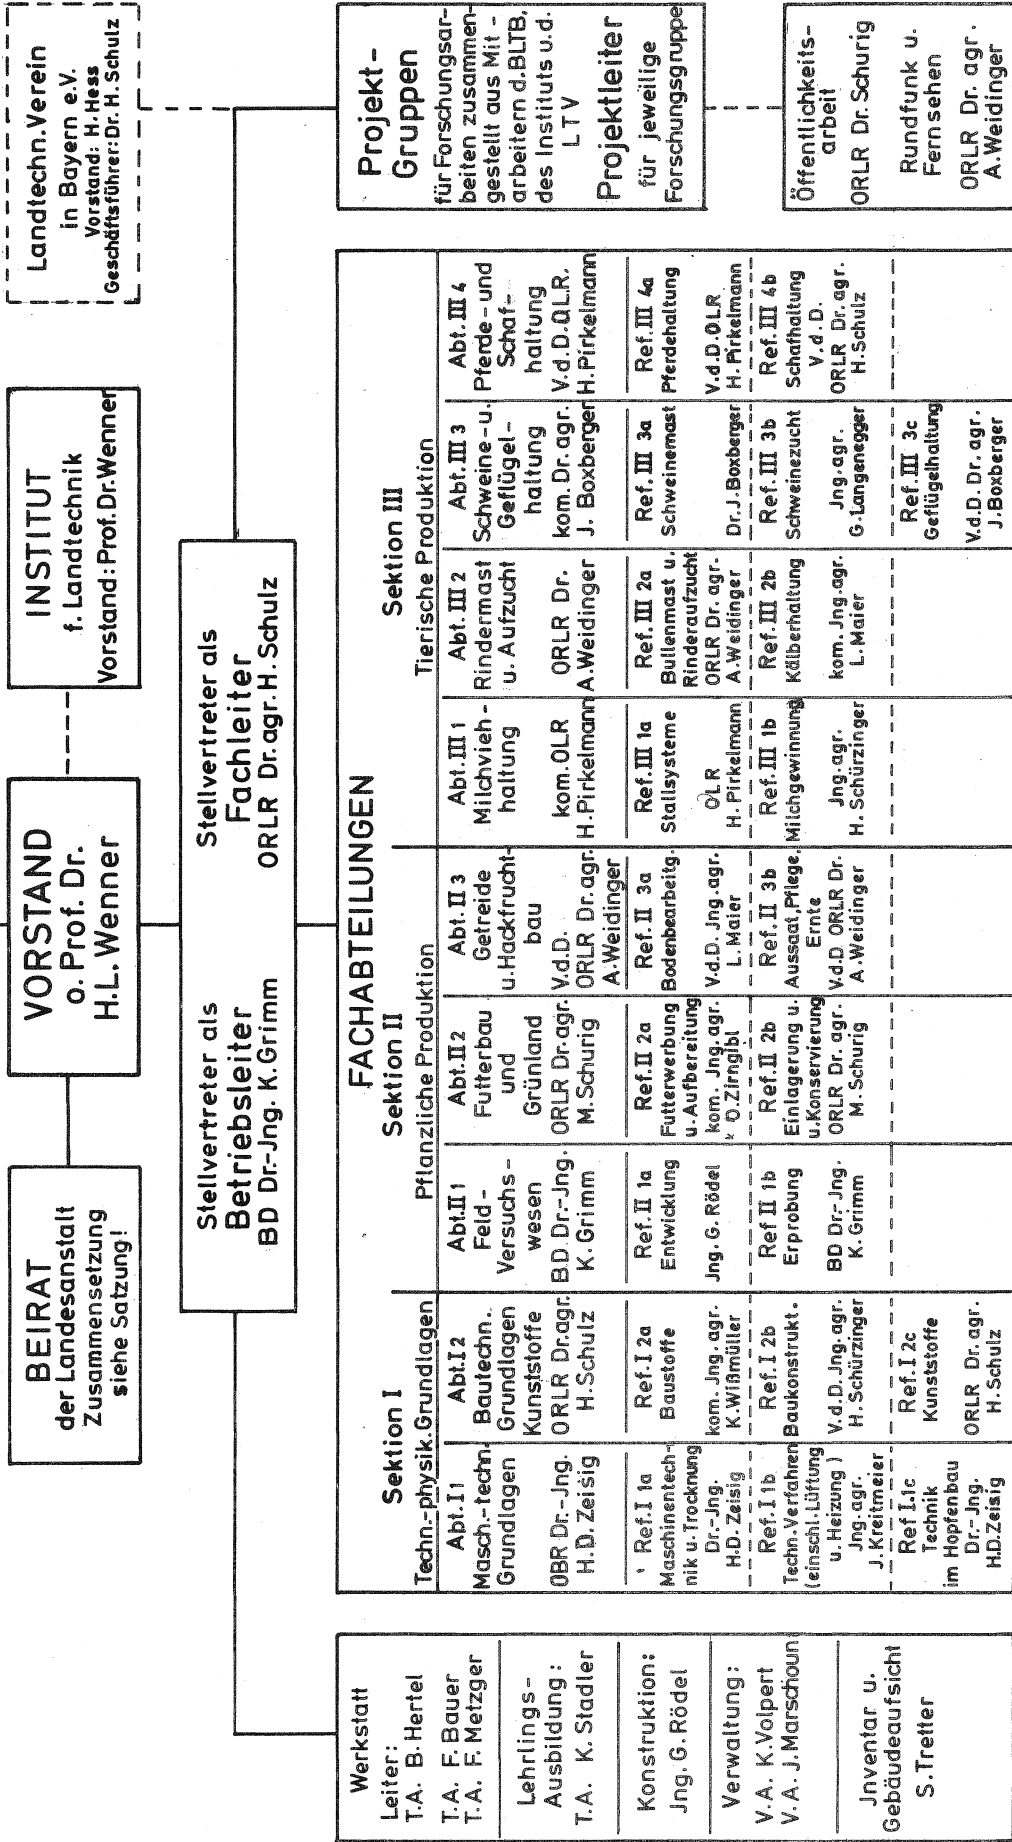 BEIRAT
der Landesanstalt
Zusammensetzung
siehe Satzung!
VORSTAND
o. Prof. Dr.
H.L. Wenner
INSTITUT
f. Landtechnik
Vorstand: Prof. Dr. Wenner
Landtechn. Verein
in Bayern e.V.
Vorstand: H. Hess
Geschäftsführer: Dr. H. Schulz
Stellvertreter als
Betriebsleiter
BD Dr.-Jng. K. Grimm
Stellvertreter als
Fachleiter
ORLR Dr. agr. H. Schulz
Werkstatt
Leiter:
T.A. B. Hertel
T.A. F. Bauer
T.A. F. Metzger
Lehrlings-
Ausbildung:
T.A. K. Stadler
Konstruktion:
Jng. G. Rödel
Verwaltung:
V.A. K. Volpert
V.A. J. Marschoun
Jnventar u.
Gebäudeaufsicht
S. Tretter
FACHABTEILUNGEN
Sektion I
Techn.-physik. Grundlagen
Abt. I 1
Masch.-techn.
Grundlagen
OBR Dr.-Jng.
H.D. Zeisig
Ref. I 1a
Maschinentech-
nik u. Trocknung
Dr.-Jng.
H.D. Zeisig
Ref. I 1b
Techn. Verfahren
(einschl. Lüftung
u. Heizung )
Jng. agr.
J. Kreitmeier
Ref I.1c
Technik
im Hopfenbau
Dr.-Jng.
H.D. Zeisig
Abt. I 2
Bautechn..
Grundlagen
Kunststoffe
ORLR Dr. agr.
H. Schulz
Ref. I 2a
Baustoffe
kom. Jng. agr.
K. Wißmüller
Ref. I 2b
Baukonstrukt.
V.d.D. Jng. agr.
H. Schürzinger
Ref. I 2c
Kunststoffe
ORLR Dr. agr.
H. Schulz
Sektion II
Pflanzliche Produktion
Abt. II 1
Feld-
Versuchs-
wesen
B.D. Dr.-Jng.
K. Grimm
Ref. II 1a
Entwicklung
Jng. G. Rödel
Ref II 1b
Erprobung
BD Dr.- Jng.
K. Grimm
Abt. II 2
Futterbau
und
Grünland
ORLR Dr. agr.
M. Schurig
Ref. II 2a
Futterwerbung
u. Aufbereitung
kom. Jng. agr.
O. Zirngibl
Ref. II 2b
Einlagerung u.
u. Konservierung
ORLR Dr. agr.
M. Schurig
Abt. II 3
Getreide
u. Hackfrucht-
bau
V.d.D.
ORLR Dr. agr.
A. Weidinger
Ref. II 3a
Bodenbearbeitg.
V.d.D. Jng. agr.
L. Maier
Ref. II 3b
Aussaat, Pflege,
Ernte
V.d.D ORLR Dr.
A. Weidinger
Sektion III
Tierische Produktion
Abt. III 1
Milchvieh-
haltung
kom. OLR
H. Pirkelmann
Ref. III 1a
Stallsysteme
OLR
H. Pirkelmann
Ref. III 1b
Milchgewinnung
Jng. agr.
H. Schürzinger
Abt. III 2
Rindermast
u. Aufzucht
ORLR Dr.
A. Weidinger
Ref. III 2a
Bullenmast u.
Rinderaufzucht
ORLR Dr. agr.
A. Weidinger
Ref. III 2b
Kälberhaltung
kom. Jng. agr.
L. Maier
Abt. III 3
Schweine- u.
Geflügel-
haltung
kom. Dr. agr.
J. Boxberger
Ref. III 3a
Schweinemast
Dr. J. Boxberger
Ref. III 3b
Schweinezucht
Jng. agr.
G. Langenegger
Ref. III 3c
Geflügelhaltung
V.d.D. Dr. agr.
J. Boxberger
Abt. III 4
Pferde- und
Schaf-
haltung
V.d.D.O.L.R.
H. Pirkelmann
Ref. III 4a
Pferdehaltung
V.d.D.OLR
H. Pirkelmann
Ref. III 4b
Schafhaltung
V.d.D.
ORLR Dr. agr.
H. Schulz
Projekt-
Gruppen
für Forschungsar-
beiten zusammen-
gestellt aus Mit-
arbeitern d. BLTB,
des Instituts u.d.
L T V
Projektleiter
für jeweilige
Forschungsgruppe
Öffentlichkeits-
arbeit
ORLR Dr. Schurig
Rundfunk u.
Fernsehen
ORLR Dr. agr.
A. Weidinger